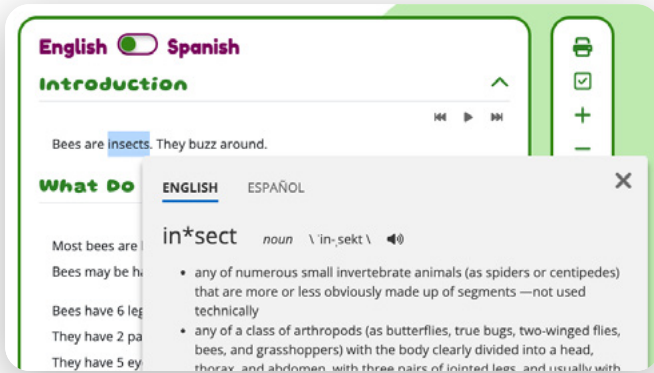 English Spanish
Introduction
Bees are insects. They buzz around.
What Do
Most bees are
Bees may be
Bees have 6
They have 2
They have 5
ENGLISH ESPAÑOL
in*sect noun \ ˈin-ˌsekt \
• any of numerous small invertebrate animals (as spiders or centipedes)
that are more or less obviously made up of segments —not used
technically
• any of a class of arthropods (as butterflies, true bugs, two-winged flies,
bees, and grasshoppers) with the body clearly divided into a head,
thorax, and abdomen, with three pairs of jointed legs, and usually with